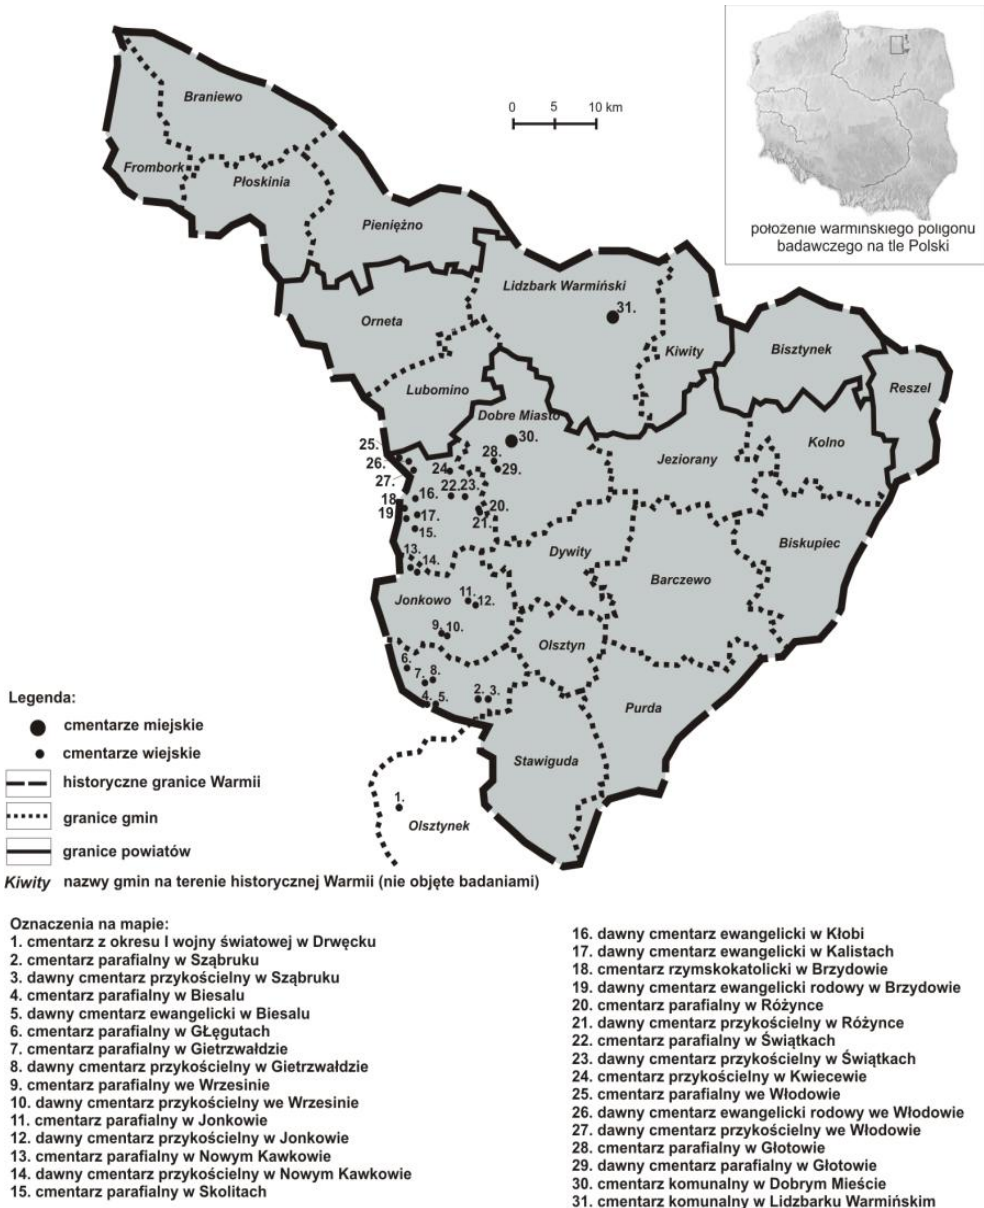 Braniewo
Frombork
Płoskinia
Pieniężno
0 5 10 km
położenie warmińskiego poligonu
badawczego na tle Polski
Lidzbark Warmiński
31.
Orneta
Kiwity
Bisztynek
Reszel
Lubomino
Dobre Miasto
30.
Kolno
Jeziorany
25.
26.
27.
24.
28.
29.
22.
23.
16.
18.
19.
17.
20.
21.
15.
Biskupiec
Dywity
Barczewo
13.
14.
Jonkowo
11.
12.
9.
10.
Olsztyn
6.
7.
8.
4.
5.
2.
3.
Purda
Stawiguda
1.
Olsztynek
Legenda:
cmentarze miejskie
cmentarze wiejskie
historyczne granice Warmii
granice gmin
granice powiatów
Kiwity nazwy gmin na terenie historycznej Warmii (nie objęte badaniami)
Oznaczenia na mapie:
1. cmentarz z okresu I wojny światowej w Drwęcku
2. cmentarz parafialny w Sząbruku
3. dawny cmentarz przykościelny w Sząbruku
4. cmentarz parafialny w Biesalu
5. dawny cmentarz ewangelicki w Biesalu
6. cmentarz parafialny w GŁęgutach
7. cmentarz parafialny w Gietrzwałdzie
8. dawny cmentarz przykościelny w Gietrzwałdzie
9. cmentarz parafialny we Wrzesinie
10. dawny cmentarz przykościelny we Wrzesinie
11. cmentarz parafialny w Jonkowie
12. dawny cmentarz przykościelny w Jonkowie
13. cmentarz parafialny w Nowym Kawkowie
14. dawny cmentarz przykościelny w Nowym Kawkowie
15. cmentarz parafialny w Skolitach
16. dawny cmentarz ewangelicki w Kłobi
17. dawny cmentarz ewangelicki w Kalistach
18. cmentarz rzymskokatolicki w Brzydowie
19. dawny cmentarz ewangelicki rodowy w Brzydowie
20. cmentarz parafialny w Różynce
21. dawny cmentarz przykościelny w Różynce
22. cmentarz parafialny w Świątkach
23. dawny cmentarz przykościelny w Świątkach
24. cmentarz przykościelny w Kwiecewie
25. cmentarz parafialny we Włodowie
26. dawny cmentarz ewangelicki rodowy we Włodowie
27. dawny cmentarz przykościelny we Włodowie
28. cmentarz parafialny w Głotowie
29. dawny cmentarz parafialny w Głotowie
30. cmentarz komunalny w Dobrym Mieście
31. cmentarz komunalny w Lidzbarku Warmińskim